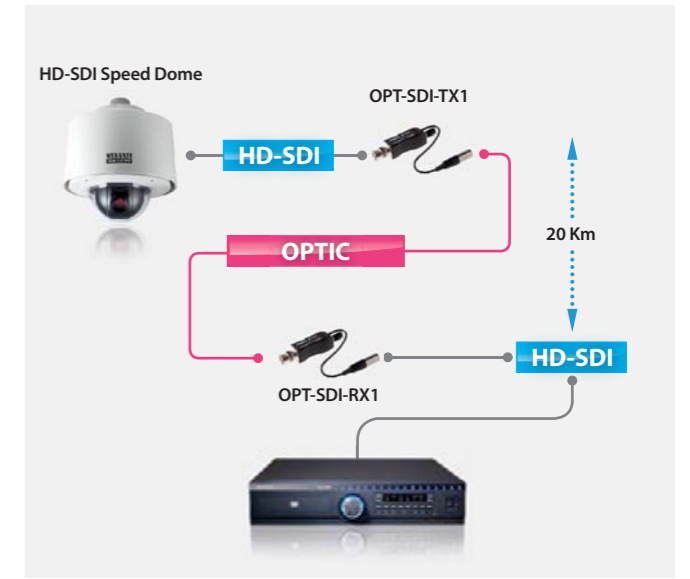 HD-SDI Speed Dome
OPT-SDI-TX1
HD-SDI
20 Km
OPTIC
HD-SDI
OPT-SDI-RX1